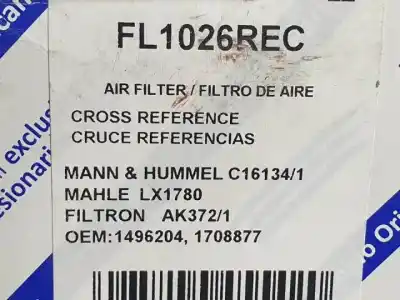 FL1026REC
AIR FILTER / FILTRO DE AIRE
CROSS REFERENCE
CRUCE REFERENCIAS
MANN & HUMMEL C16134/1
MAHLE LX1780
FILTRON AK372/1
OEM:1496204, 1708877